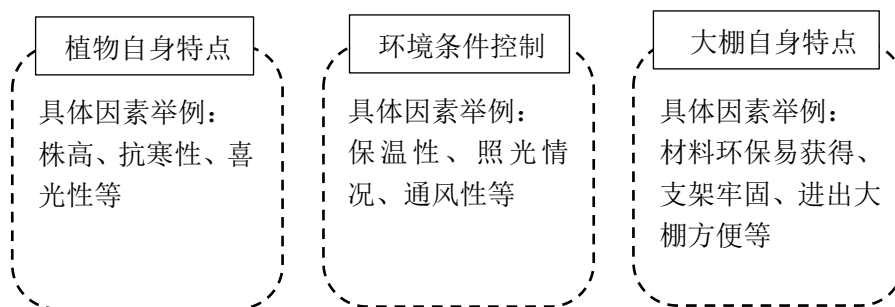 植物自身特点
具体因素举例：
株高、抗寒性、喜
光性等
环境条件控制
具体因素举例：
保温性、照光情
况、通风性等
大棚自身特点
具体因素举例：
材料环保易获得、
支架牢固、进出大
棚方便等